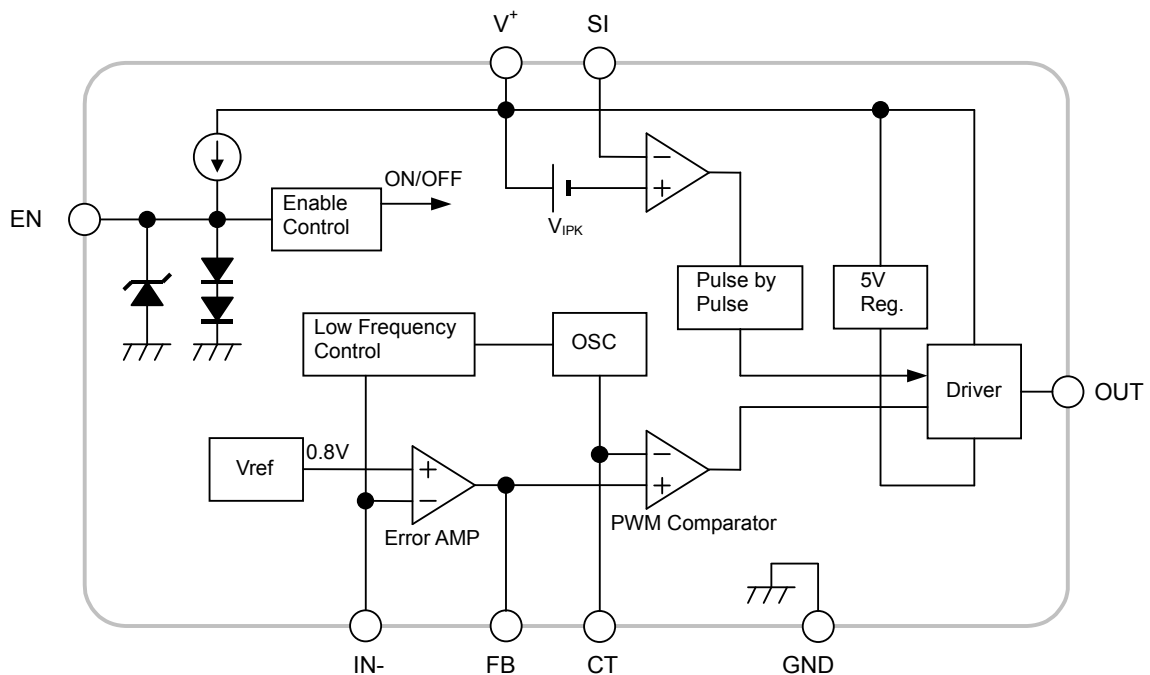 V+ SI
ON/OFF
EN
Enable
Control
−
+
VIPK
Pulse by
Pulse
5V
Reg.
Low Frequency
Control
OSC
Driver
OUT
0.8V
Vref
+
−
−
+
Error AMP
PWM Comparator
IN- FB CT GND